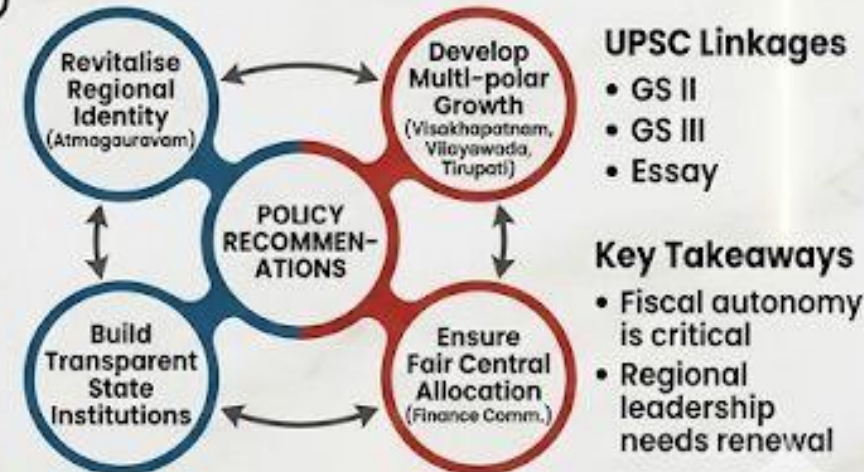 Revitalise
Regional
Identity
(Atmagauravam)
Develop
Multi-polar
Growth
(Visakhapatnam,
Vijayawada,
Tirupati)
POLICY
RECOMMEN-
ATIONS
Build
Transparent
State
Institutions
Ensure
Fair Central
Allocation
(Finance Comm.)
UPSC Linkages
• GS II
• GS III
• Essay
Key Takeaways
• Fiscal autonomy
is critical
• Regional
leadership
needs renewal